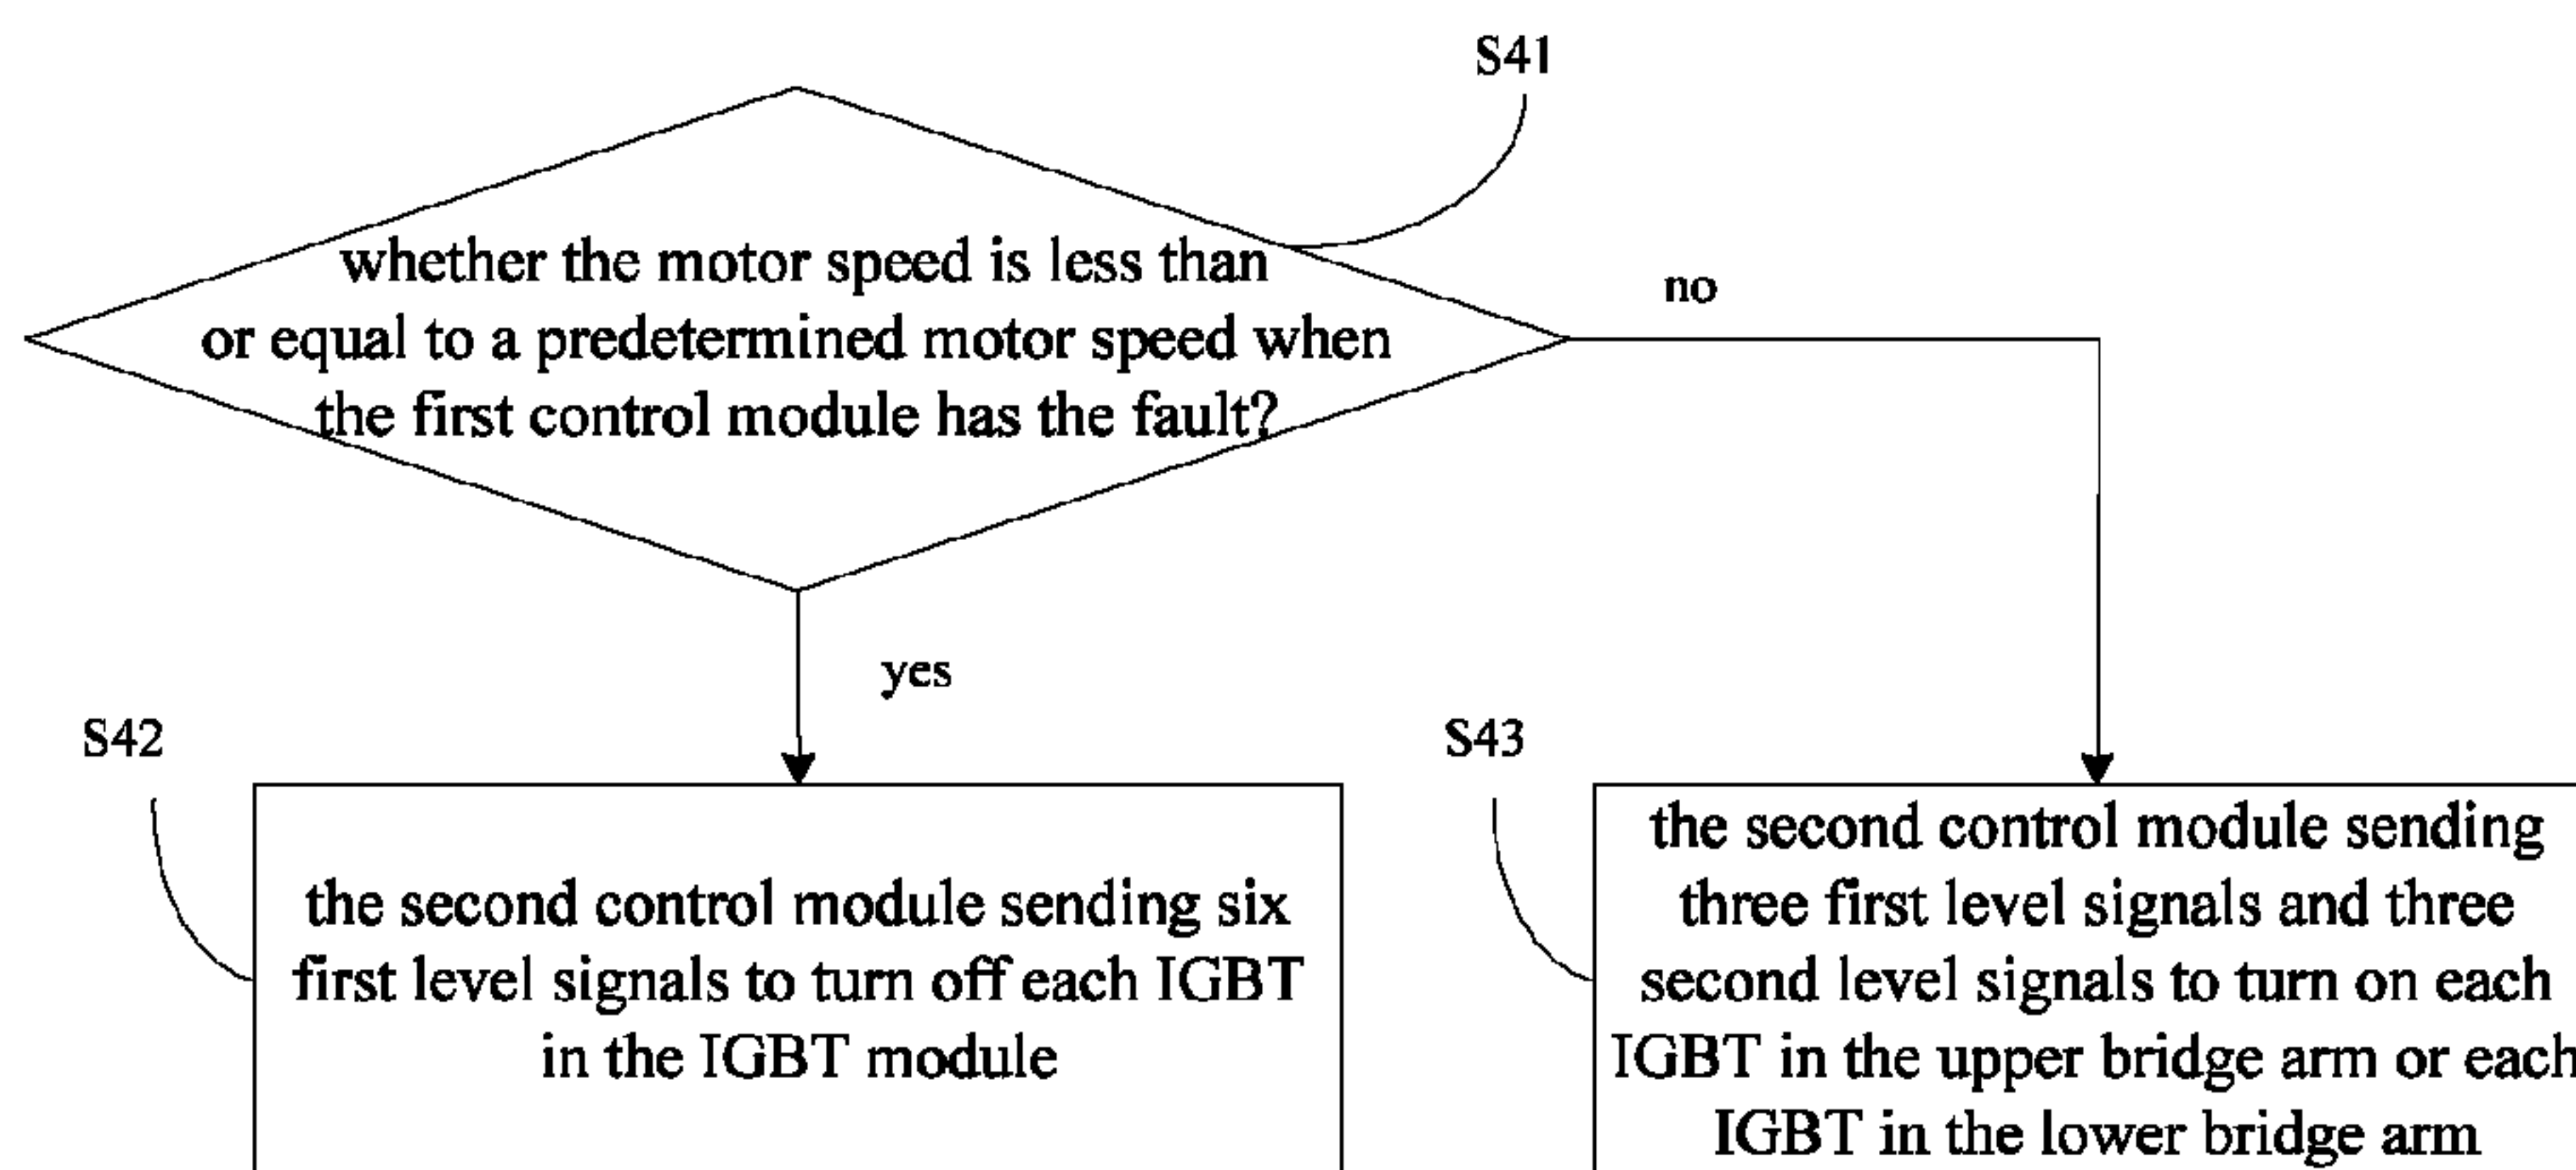 S41
whether the motor speed is less than
or equal to a predetermined motor speed when
the first control module has the fault?
no
yes
S42
the second control module sending six
first level signals to turn off each IGBT
in the IGBT module
S43
the second control module sending
three first level signals and three
second level signals to turn on each
IGBT in the upper bridge arm or each
IGBT in the lower bridge arm